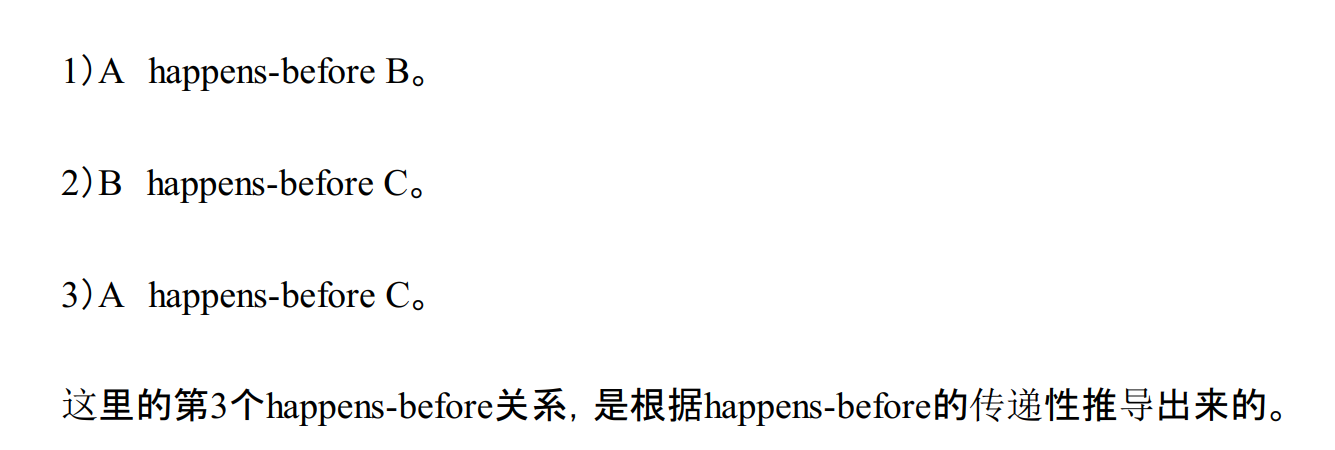 1）A happens-before B。
2）B happens-before C。
3）A happens-before C。
这里的第3个happens-before关系，是根据happens-before的传递性推导出来的。